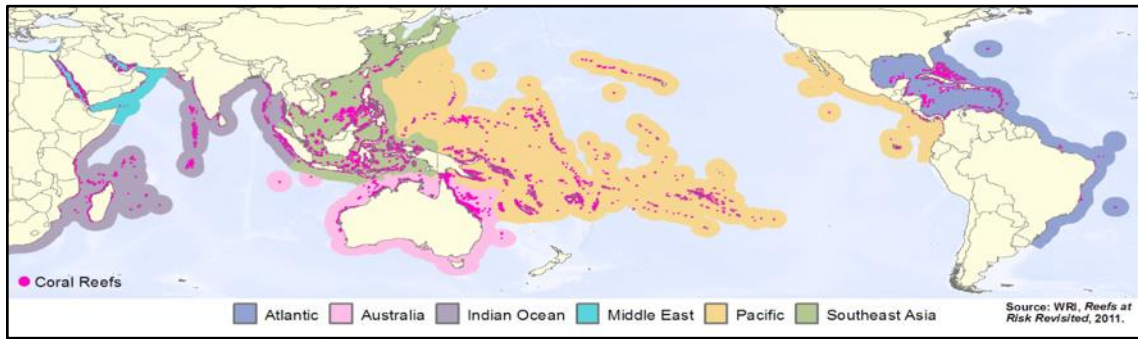 Coral Reefs
Atlantic
Australia
Indian Ocean
Middle East
Pacific
Southeast Asia
Source: WRI, Reefs at
Risk Revisited, 2011.